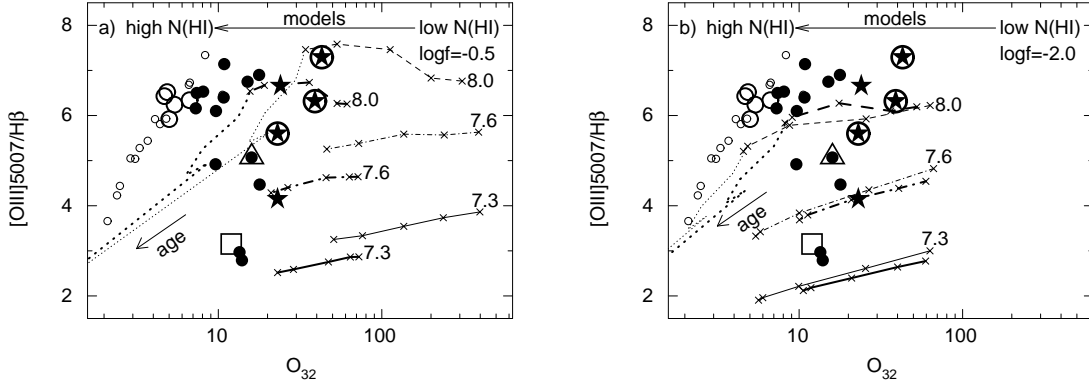 models
a) high N(HI)
low N(HI)
logf=-0.5
8
6
4
2
8.0
8.0
7.6
7.6
7.3
7.3
age
10
100
[OIII]5007/Hβ
O32
models
b) high N(HI)
low N(HI)
logf=-2.0
8
6
4
2
8.0
7.6
7.3
age
10
100
[OIII]5007/Hβ
O32